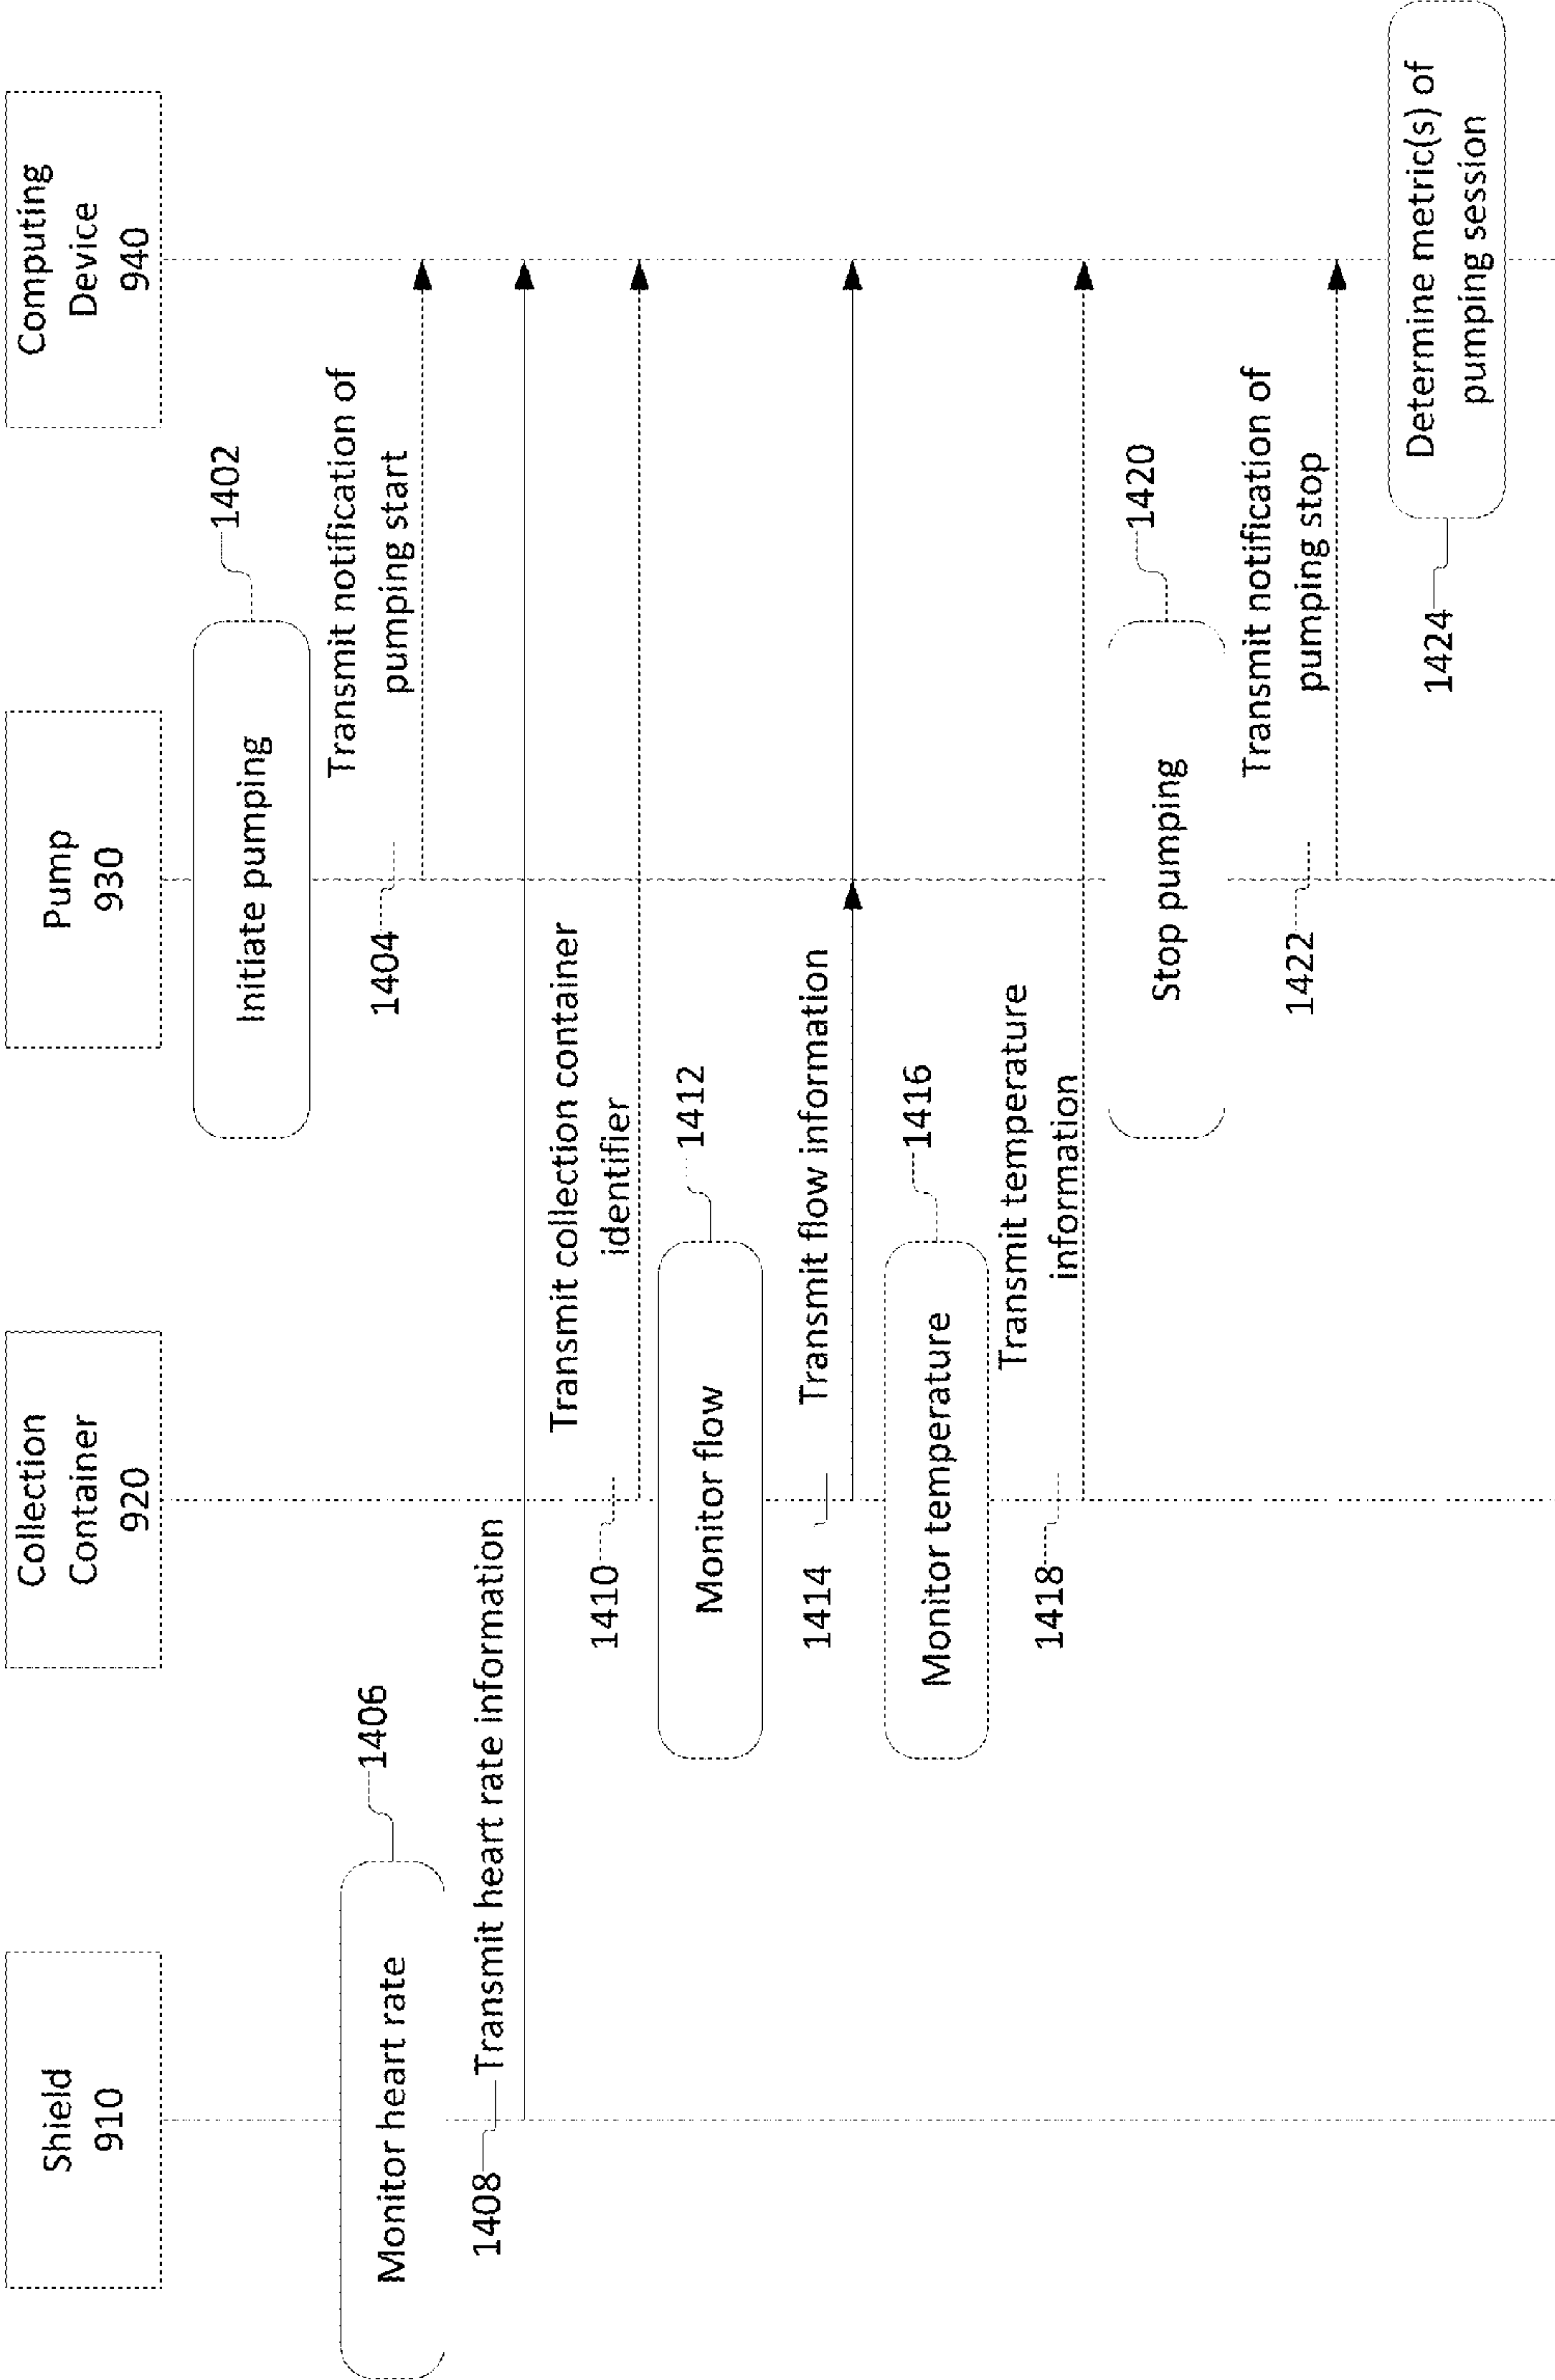 Shield
910
Collection
Container
920
Pump
930
Computing
Device
940
Initiate pumping
1402
Transmit notification of
pumping start
1404
Monitor heart rate
1406
1408
Transmit heart rate information
Transmit collection container
identifier
1410
Monitor flow
1412
1414
Transmit flow information
Monitor temperature
1416
Transmit temperature
information
1418
Stop pumping
1420
Transmit notification of
pumping stop
1422
Determine metric(s) of
pumping session
1424